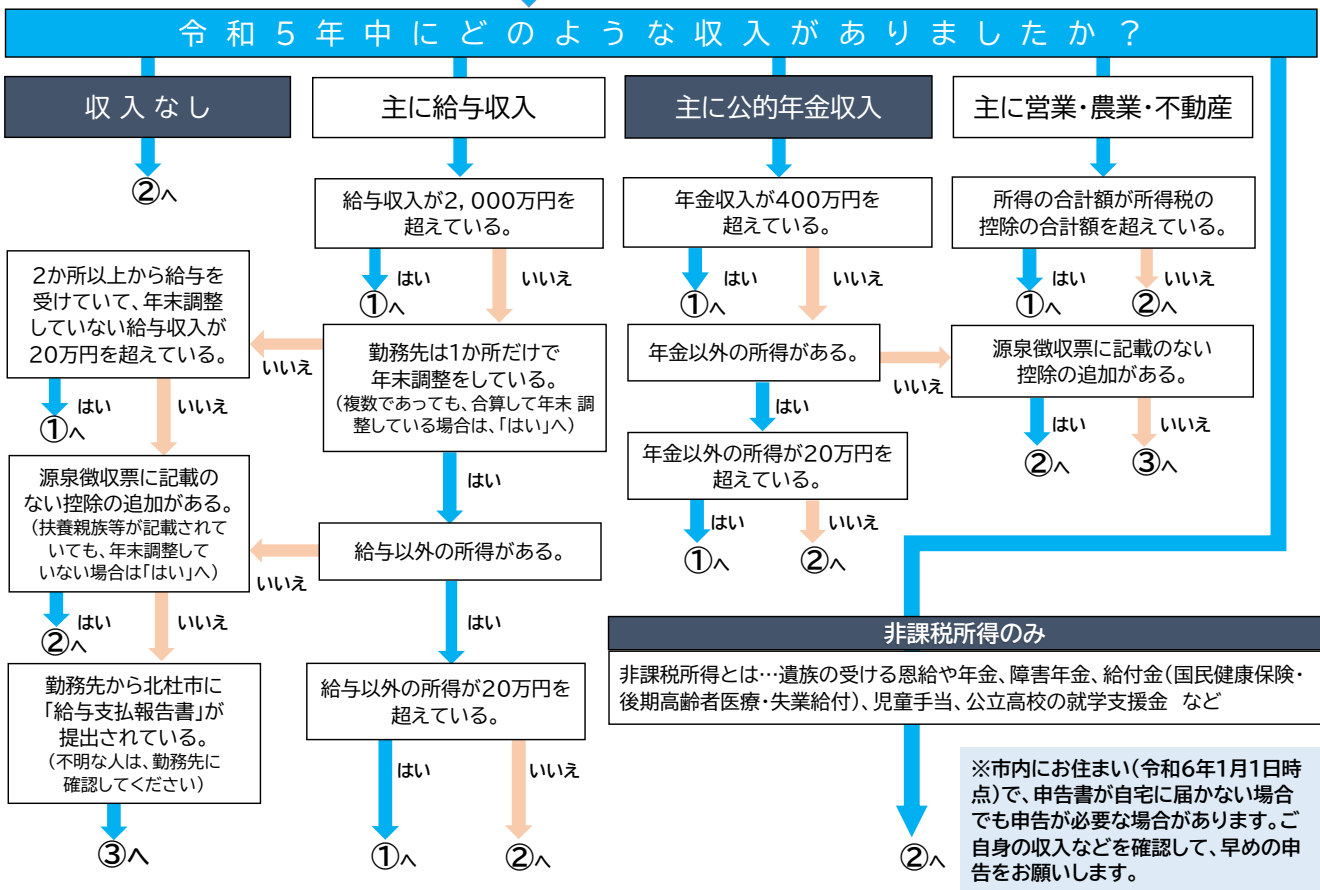 令和5年中にどのような収入がありましたか?
収入なし
②へ
主に給与収入
給与収入が2,000万円を
超えている。
はい
いいえ
①へ
勤務先は1か所だけで
年末調整をしている。
(複数であっても、合算して年末 調
整している場合は、「はい」へ)
いいえ
はい
2か所以上から給与を
受けていて、年末調整
していない給与収入が
20万円を超えている。
はい
いいえ
①へ
源泉徴収票に記載の
ない控除の追加がある。
(扶養親族等が記載されて
いても、年末調整して
いない場合は「はい」へ)
はい
いいえ
②へ
勤務先から北杜市に
「給与支払報告書」が
提出されている。
(不明な人は、勤務先に
確認してください)
③へ
給与以外の所得がある。
いいえ
はい
給与以外の所得が20万円を
超えている。
はい
いいえ
①へ
②へ
主に公的年金収入
年金収入が400万円を
超えている。
はい
いいえ
①へ
年金以外の所得がある。
いいえ
はい
年金以外の所得が20万円を
超えている。
はい
いいえ
①へ
②へ
主に営業・農業・不動産
所得の合計額が所得税の
控除の合計額を超えている。
はい
いいえ
①へ
②へ
源泉徴収票に記載のない
控除の追加がある。
はい
いいえ
②へ
③へ
非課税所得のみ
非課税所得とは…遺族の受ける恩給や年金、障害年金、給付金(国民健康保険・
後期高齢者医療・失業給付)、児童手当、公立高校の就学支援金 など
②へ
※市内にお住まい(令和6年1月1日時
点)で、申告書が自宅に届かない場合
でも申告が必要な場合があります。ご
自身の収入などを確認して、早めの申
告をお願いします。